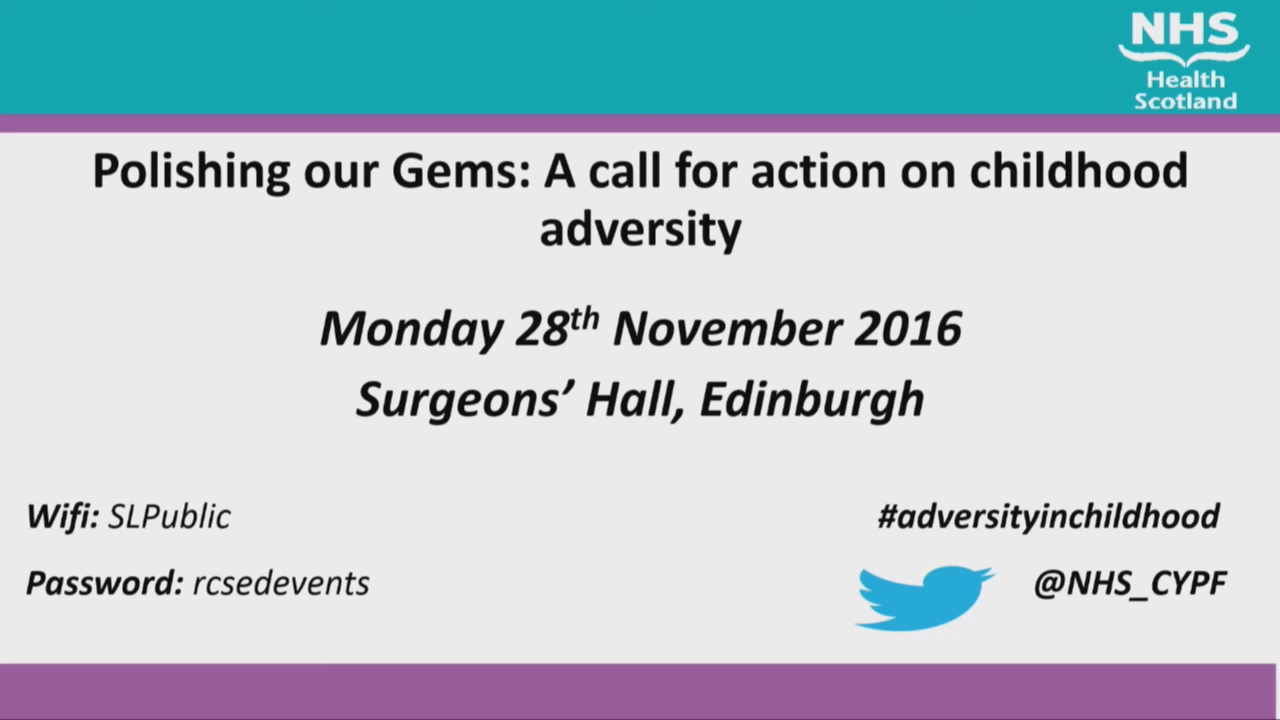 NHS
Health
Scotland
Polishing our Gems: A call for action on childhood
adversity
Monday 28th November 2016
Surgeons’ Hall, Edinburgh
Wifi: SLPublic
#adversityinchildhood
Password: rcsedevents
@NHS_CYPF